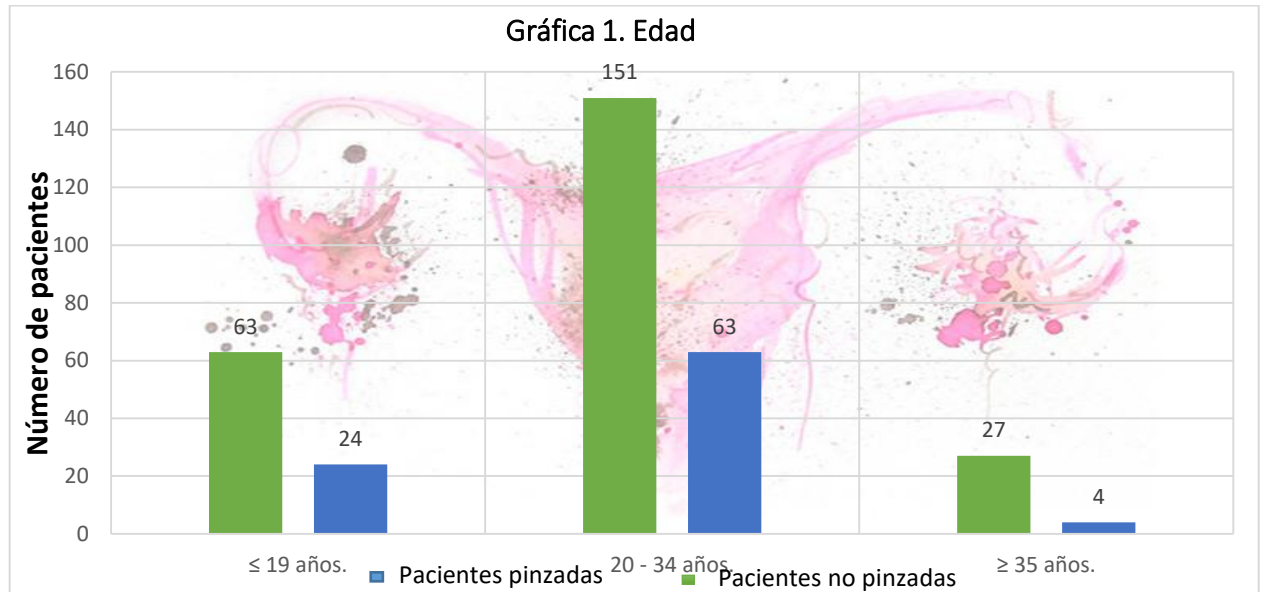 Gráfica 1. Edad
Número de pacientes
160
140
120
100
80
60
40
20
0
63
24
151
63
27
4
≤ 19 años.
20 - 34 años.
≥ 35 años.
Pacientes pinzadas
Pacientes no pinzadas